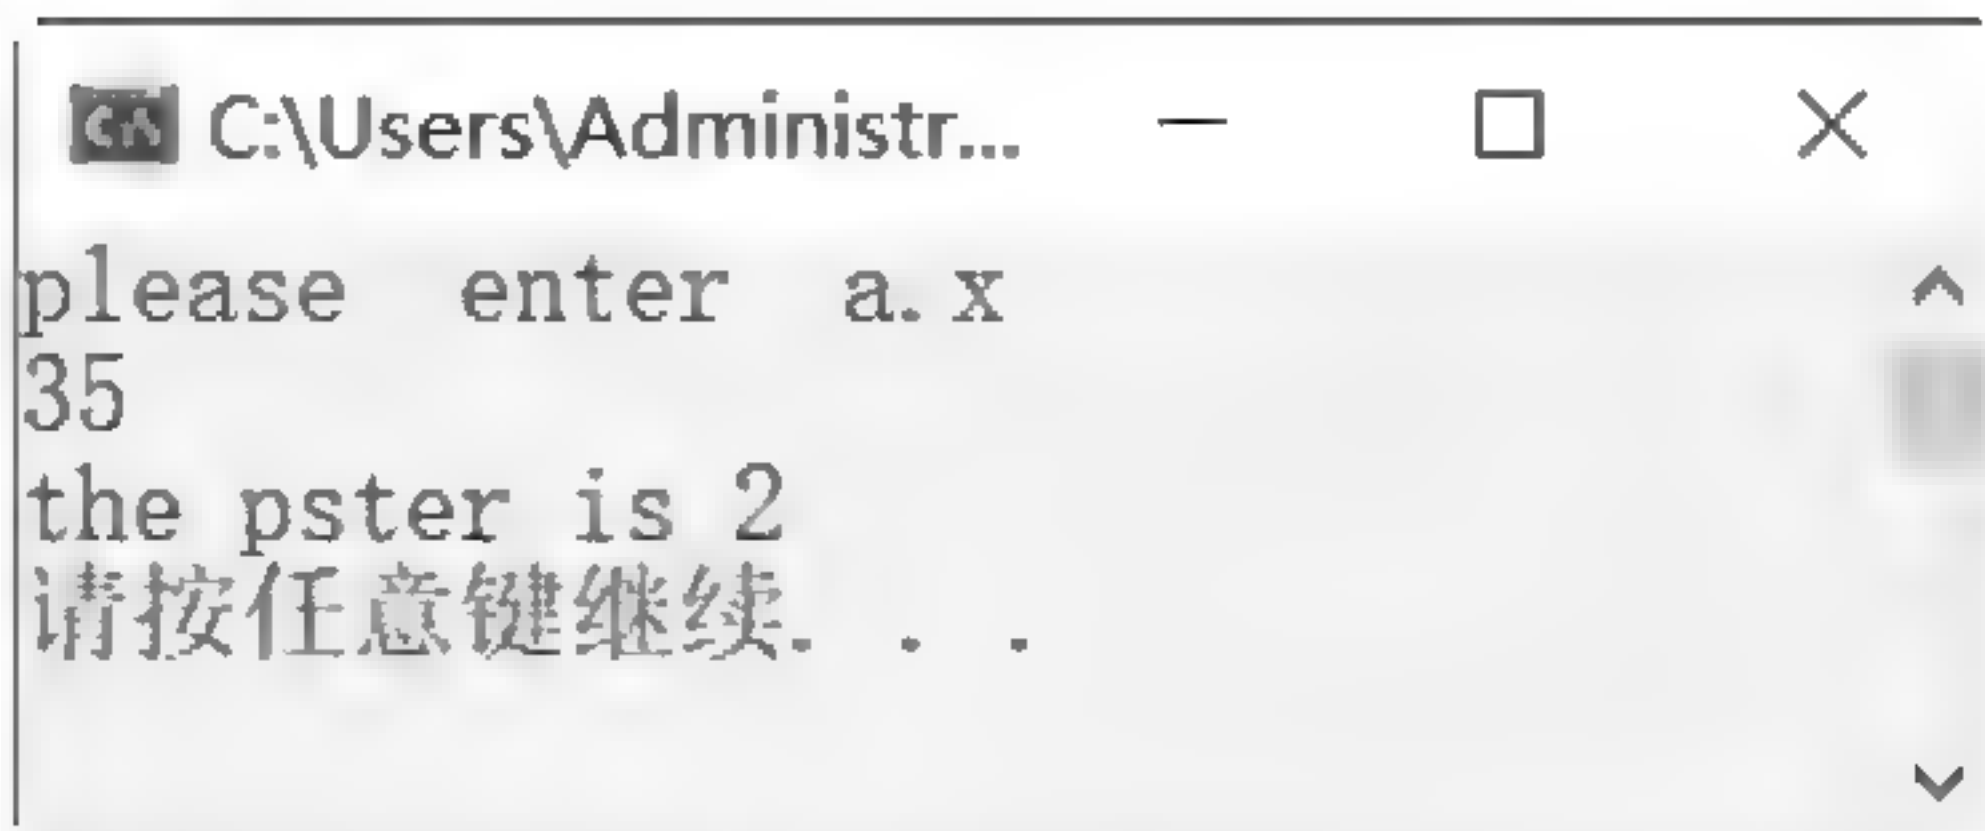 C:\Users\Administr...
please  enter  a.x
35
the pster is 2
请按任意键继续. . .